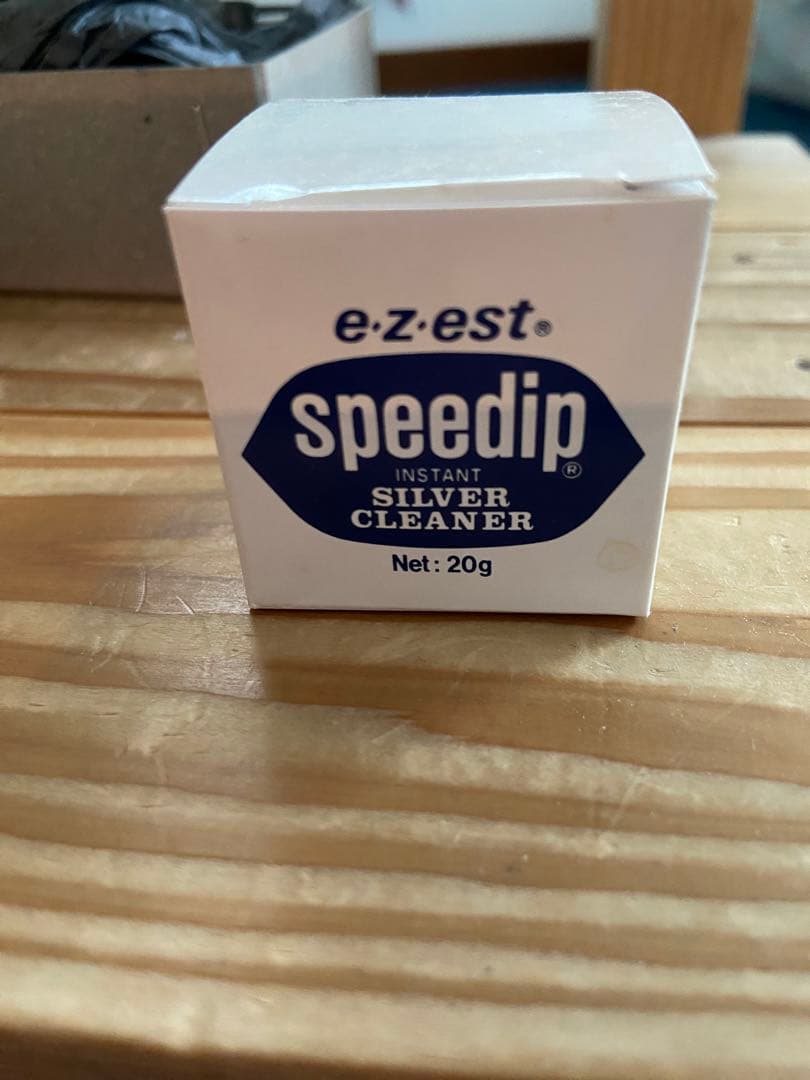 e·z·est®
speedip®
INSTANT
SILVER
CLEANER
Net: 20g